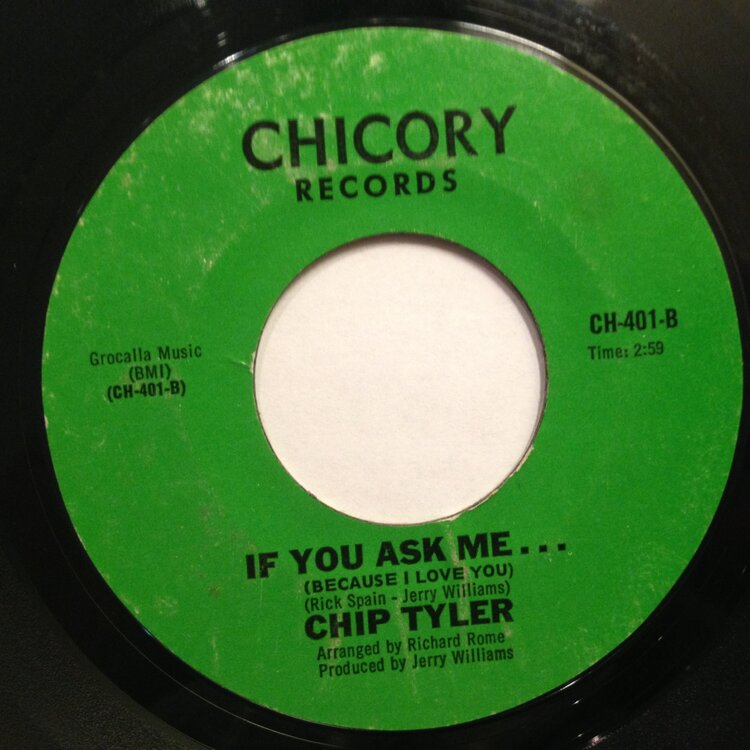 CHICORY
RECORDS
Grocalla Music
(BMI)
(CH-401-B)
CH-401-B
Time: 2:59
IF YOU ASK ME...
(BECAUSE I LOVE YOU)
(Rick Spain - Jerry Williams)
CHIP TYLER
Arranged by Richard Rome
Produced by Jerry Williams